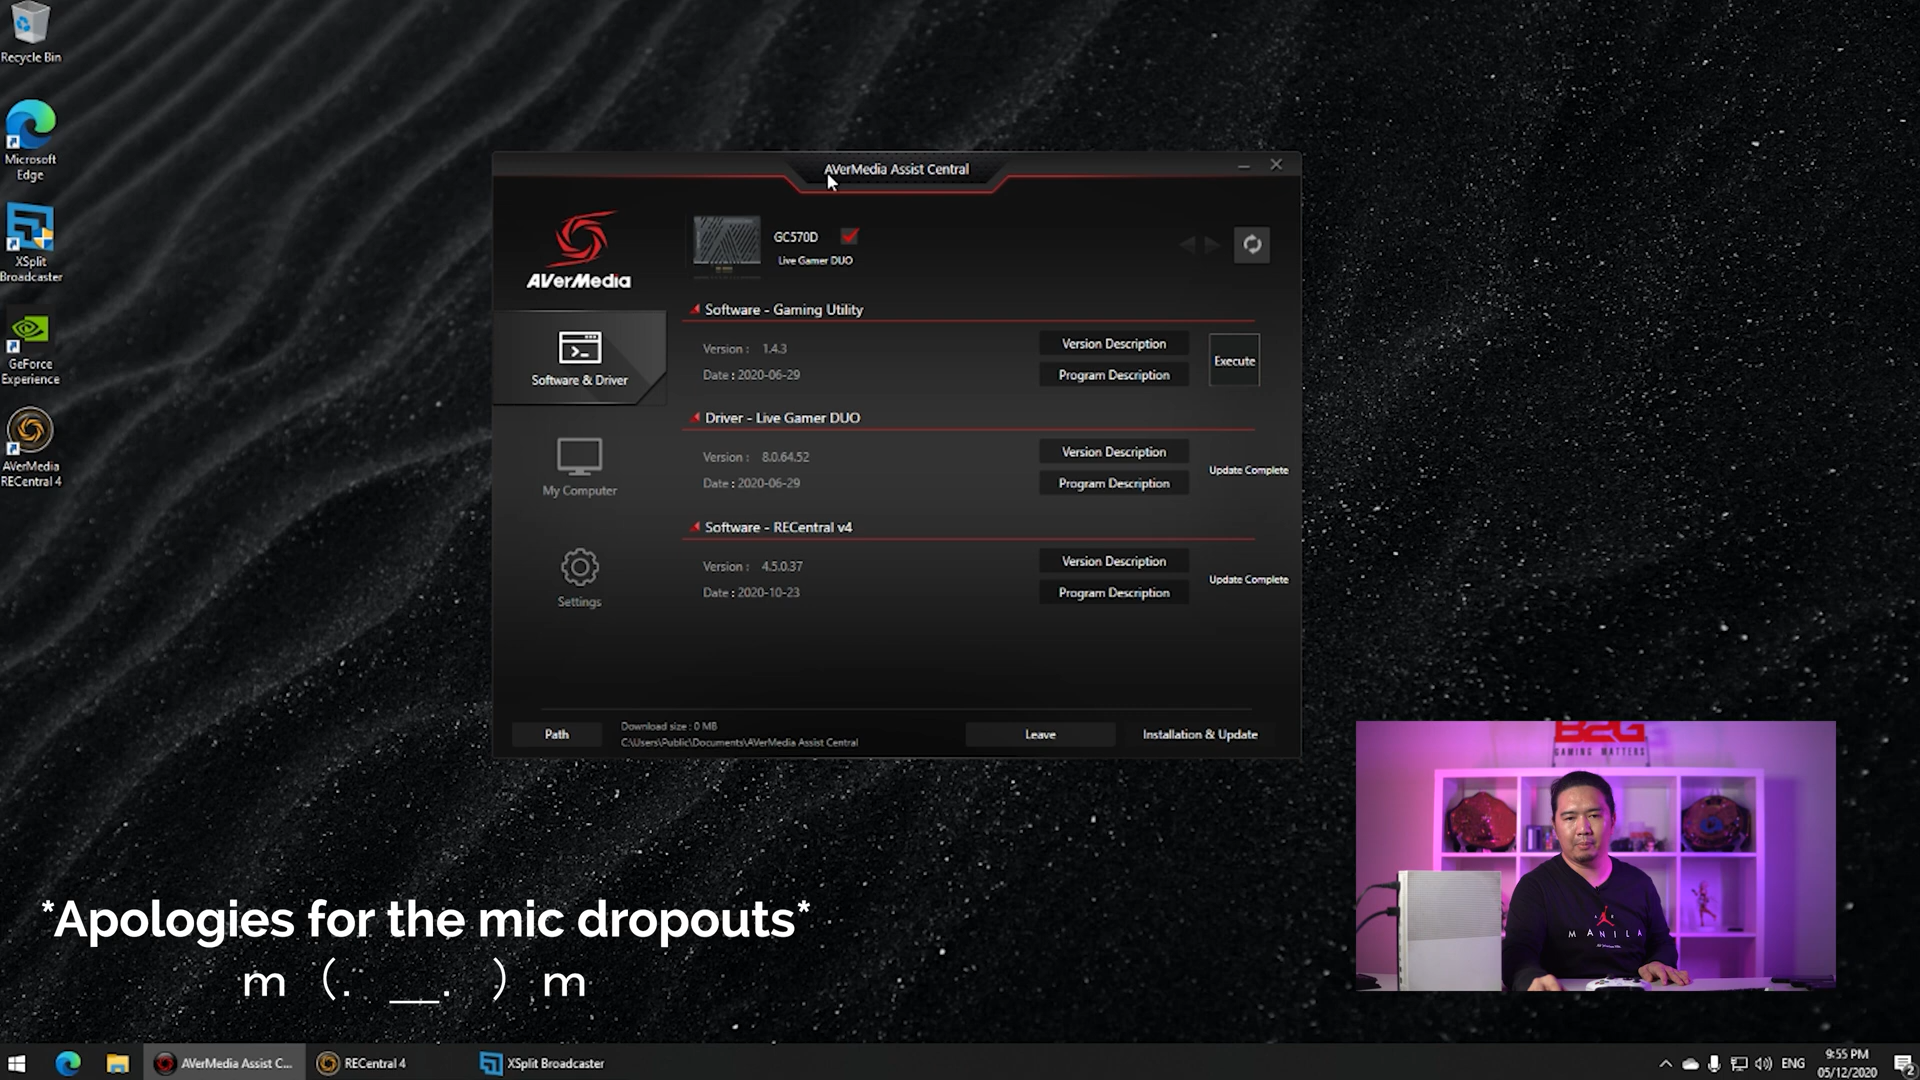 Recycle Bin
Microsoft
Edge
XSplit
Broadcaster
GeForce
Experience
AVerMedia
RECentral 4
AVerMedia Assist Central
AVerMedia
GC570D
Live Gamer DUO
Software & Driver
My Computer
Settings
Software - Gaming Utility
Version : 1.4.3
Date : 2020-06-29
Version Description
Program Description
Execute
Driver - Live Gamer DUO
Version : 8.0.64.52
Date : 2020-06-29
Version Description
Program Description
Update Complete
Software - RECentral v4
Version : 4.5.0.37
Date : 2020-10-23
Version Description
Program Description
Update Complete
Path
Download size : 0 MB
C:\Users\Public\Documents\AVerMedia Assist Central
Leave
Installation & Update
B2G
GAMING MATTERS
MANILA
*Apologies for the mic dropouts*
m （. __. ） m
AVerMedia Assist C...
RECentral 4
XSplit Broadcaster
ENG
9:55 PM
05/12/2020
2